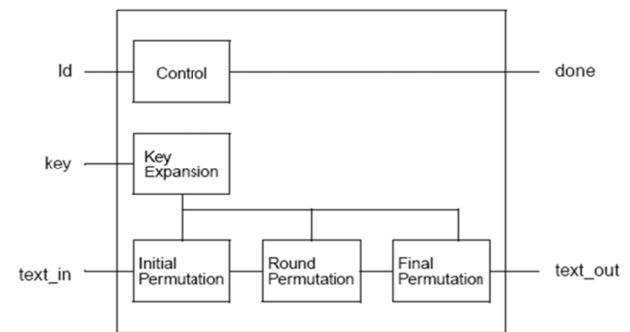 ld
Control
done
key
Key
Expansion
text_in
Initial
Permutation
Round
Permutation
Final
Permutation
text_out